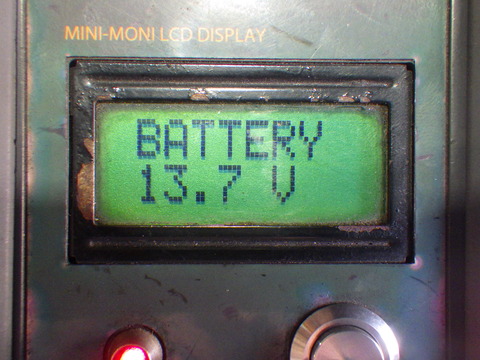 MINI-MONI LCD DISPLAY
BATTERY
13.7 V